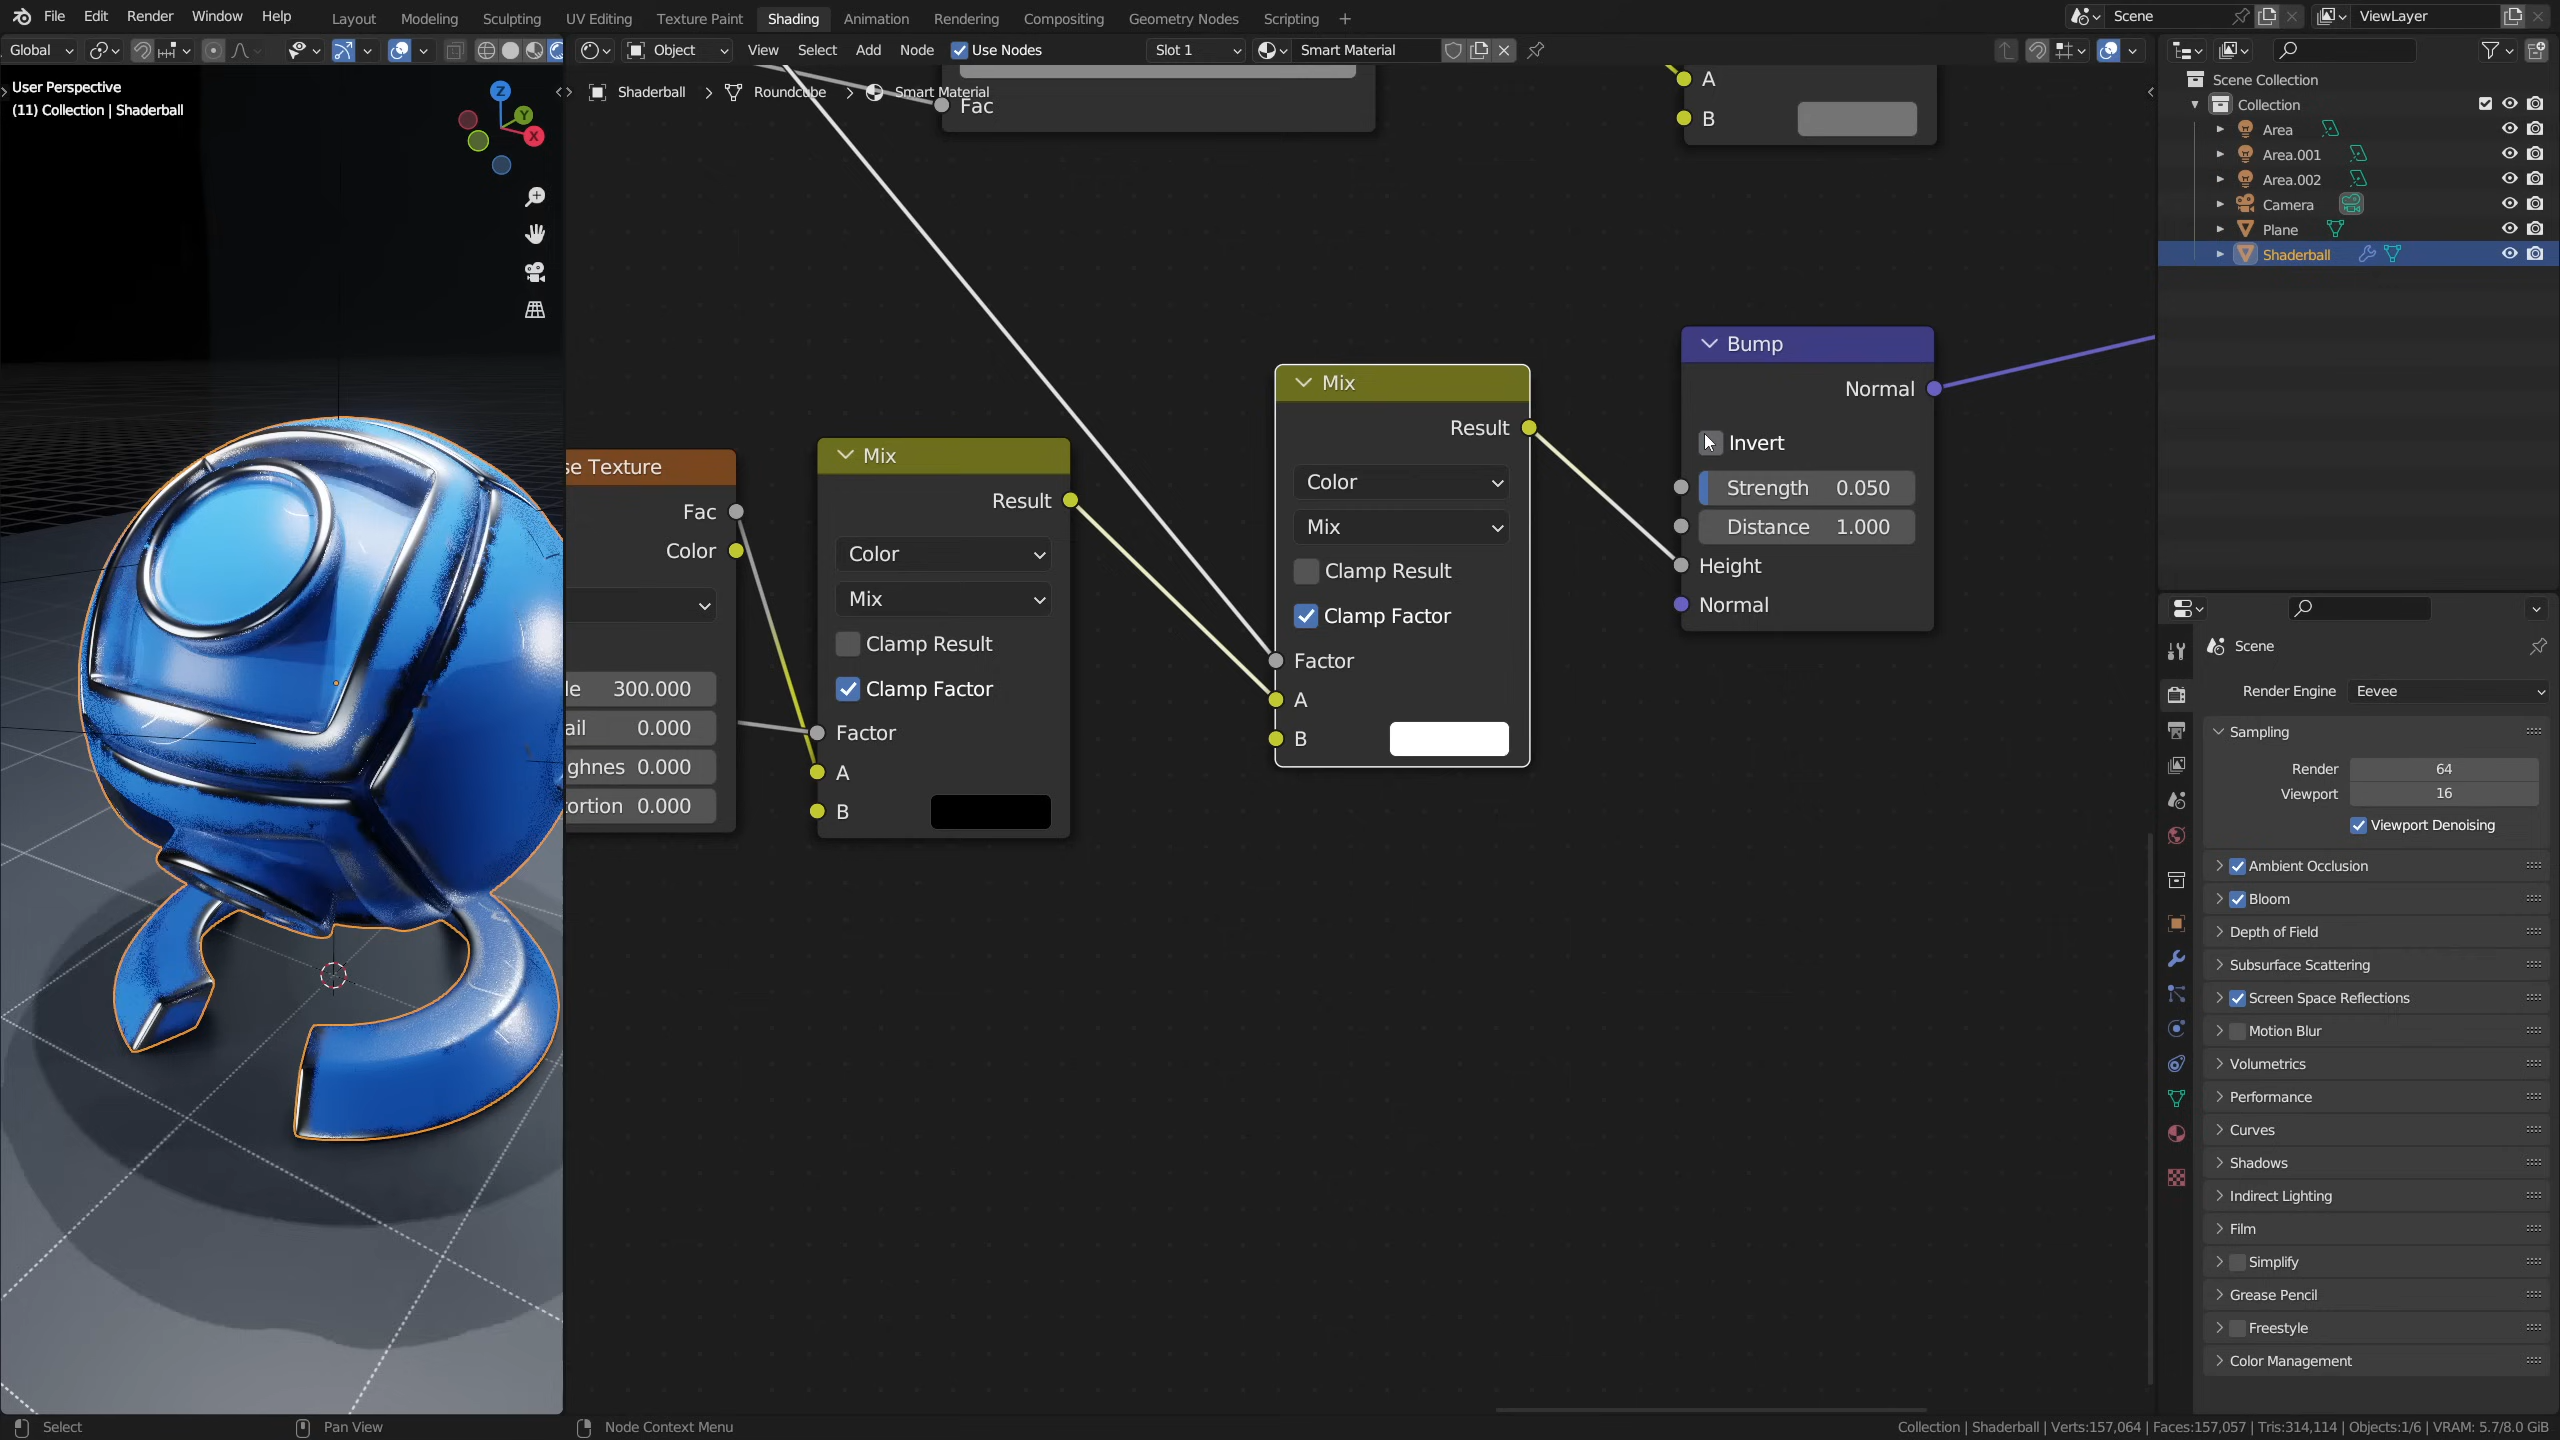 File Edit Render Window Help Layout Modeling Sculpting UV Editing Texture Paint Shading Animation Rendering Compositing Geometry Nodes Scripting + Scene ViewLayer
Global Object View Select Add Node Use Nodes Slot 1 Smart Material
User Perspective
(11) Collection | Shaderball
Z
Y
X
Shaderball > Roundcube > Smart Material
Fac
A
B
se Texture
Fac
Color
le 300.000
ail 0.000
ghnes 0.000
ortion 0.000
Mix
Result
Color
Mix
Clamp Result
Clamp Factor
Factor
A
B
Mix
Result
Color
Mix
Clamp Result
Clamp Factor
Factor
A
B
Bump
Normal
Invert
Strength 0.050
Distance 1.000
Height
Normal
Scene Collection
Collection
Area
Area.001
Area.002
Camera
Plane
Shaderball
Scene
Render Engine Eevee
Sampling
Render 64
Viewport 16
Viewport Denoising
Ambient Occlusion
Bloom
Depth of Field
Subsurface Scattering
Screen Space Reflections
Motion Blur
Volumetrics
Performance
Curves
Shadows
Indirect Lighting
Film
Simplify
Grease Pencil
Freestyle
Color Management
Select Pan View Node Context Menu Collection | Shaderball | Verts:157,064 | Faces:157,057 | Tris:314,114 | Objects:1/6 | VRAM: 5.7/8.0 GiB